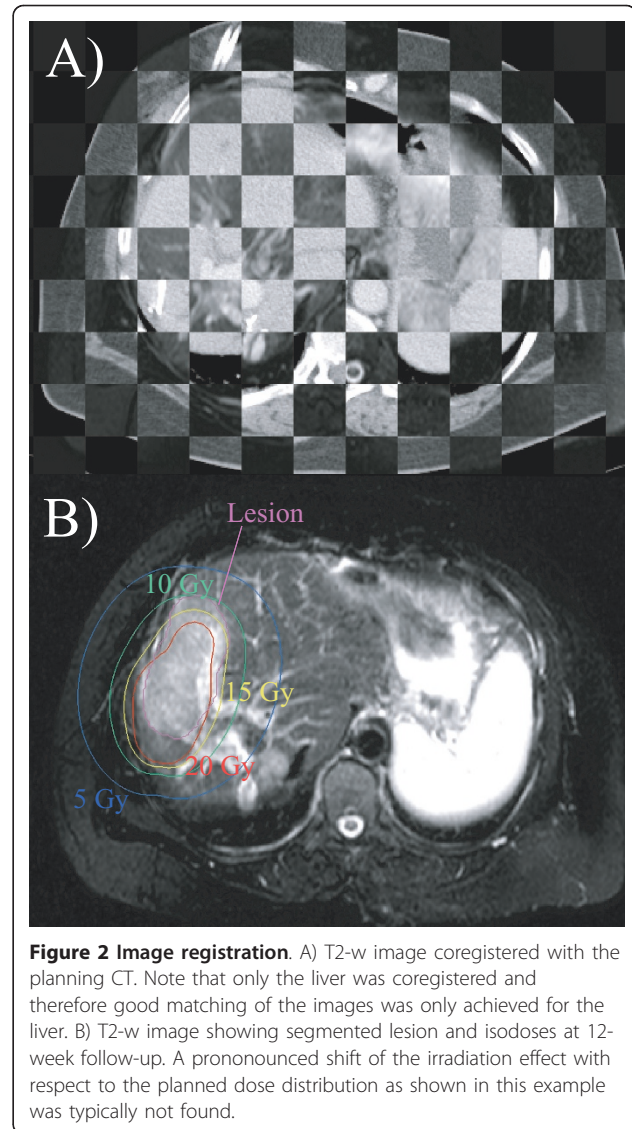 A)
B)
Lesion
10 Gy
15 Gy
20 Gy
5 Gy
Figure 2 Image registration. A) T2-w image coregistered with the
planning CT. Note that only the liver was coregistered and
therefore good matching of the images was only achieved for the
liver. B) T2-w image showing segmented lesion and isodoses at 12-
week follow-up. A prononounced shift of the irradiation effect with
respect to the planned dose distribution as shown in this example
was typically not found.